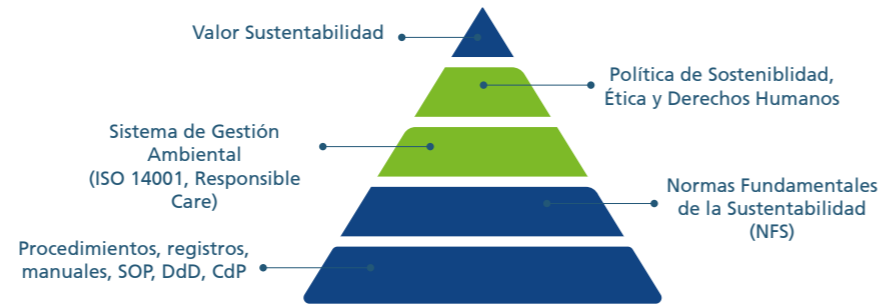 Valor Sustentabilidad
Política de Sosteniblidad,
Ética y Derechos Humanos
Sistema de Gestión
Ambiental
(ISO 14001, Responsible
Care)
Normas Fundamentales
de la Sustentabilidad
(NFS)
Procedimientos, registros,
manuales, SOP, DdD, CdP